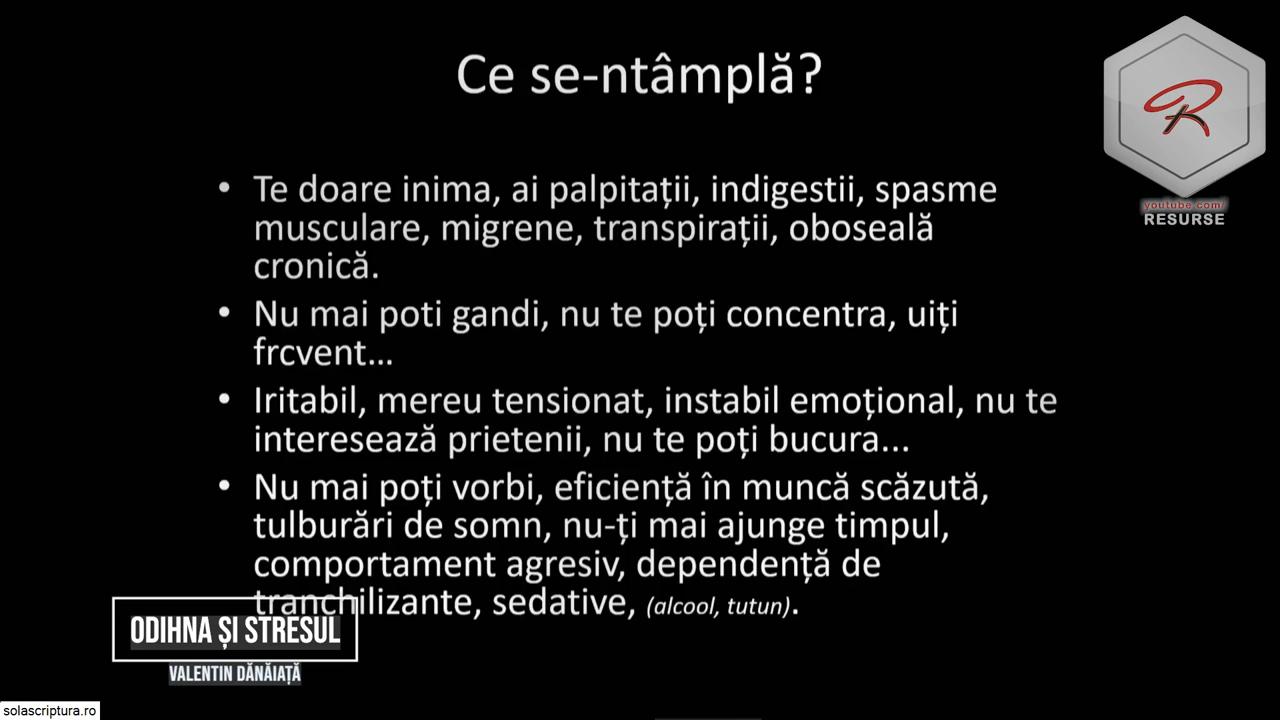 Ce se-ntâmplă?
• Te doare inima, ai palpitații, indigestii, spasme
musculare, migrene, transpirații, oboseală
cronică.
• Nu mai poti gandi, nu te poți concentra, uiți
frcvent...
• Iritabil, mereu tensionat, instabil emoțional, nu te
interesează prietenii, nu te poți bucura...
• Nu mai poți vorbi, eficiență în muncă scăzută,
tulburări de somn, nu-ți mai ajunge timpul,
comportament agresiv, dependență de
tranchilizante, sedative, (alcool, tutun).
R
youtube.com/
RESURSE
ODIHNA ȘI STRESUL
VALENTIN DĂNĂIAȚĂ
solascriptura.ro